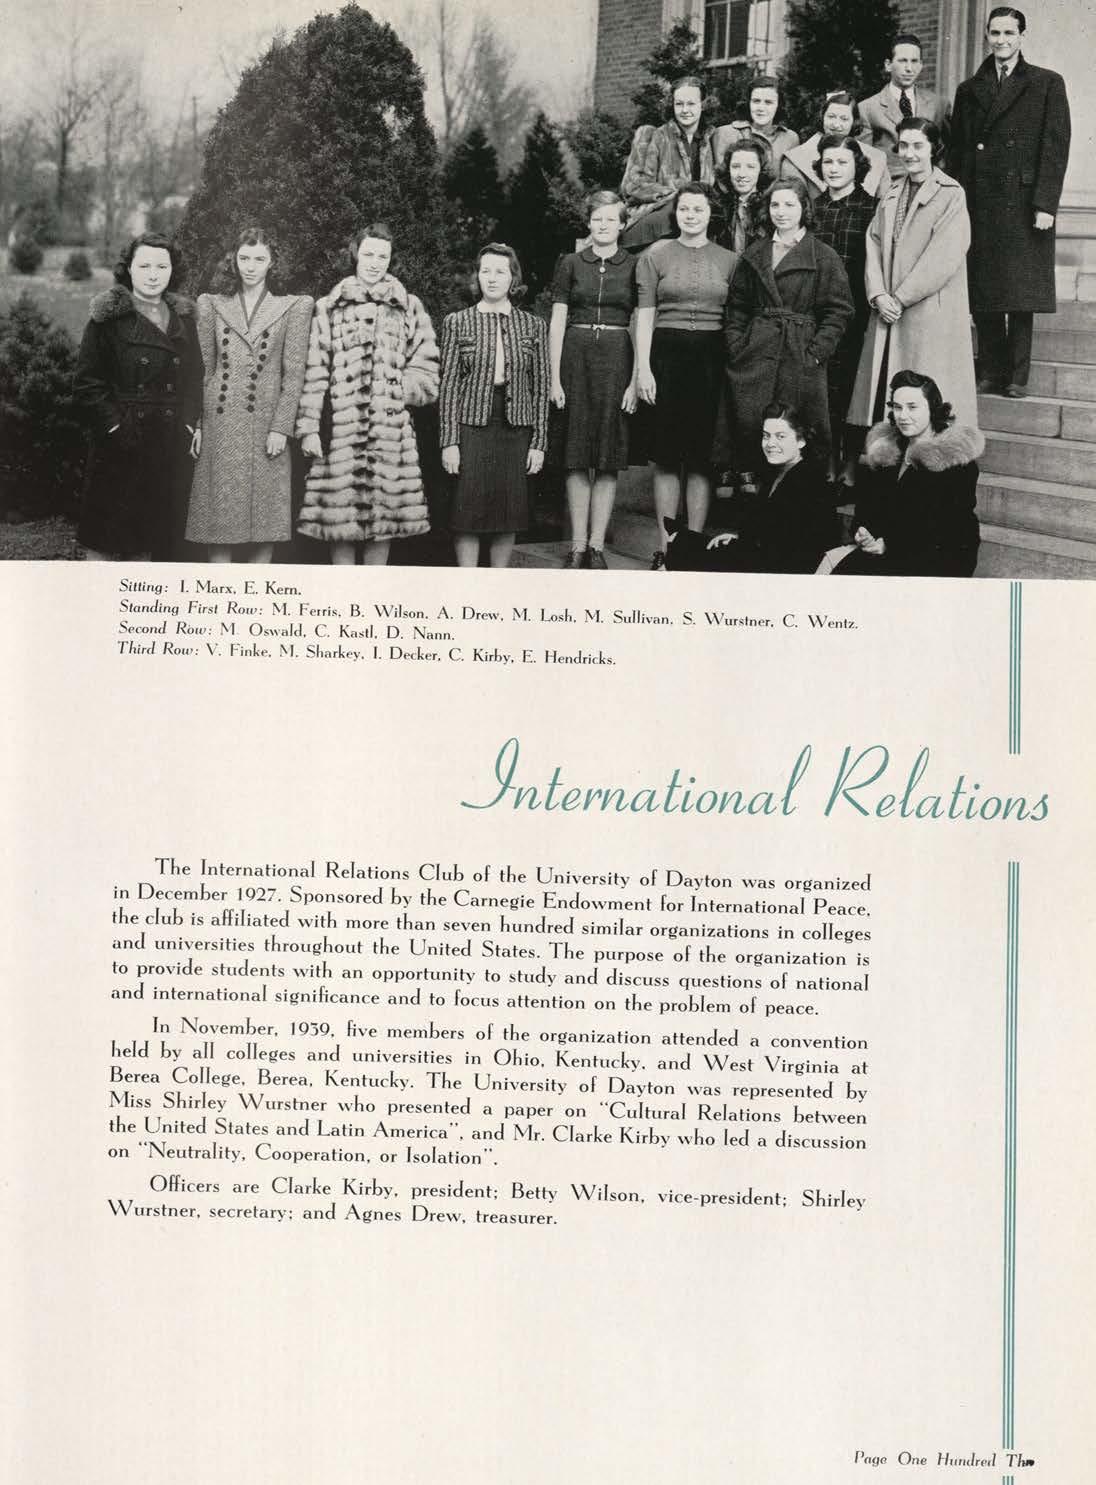 Sitting: I. Marx, E. Kern.
Standing First Row: M. Ferris, B. Wilson, A. Drew, M. Losh, M. Sullivan, S. Wurstner, C. Wentz.
Second Row: M. Oswald, C. Kastl, D. Nann.
Third Row: V. Finke, M. Sharkey, I. Decker, C. Kirby, E. Hendricks.
International Relations
The International Relations Club of the University of Dayton was organized
in December 1927. Sponsored by the Carnegie Endowment for International Peace,
the club is affiliated with more than seven hundred similar organizations in colleges
and universities throughout the United States. The purpose of the organization is
to provide students with an opportunity to study and discuss questions of national
and international significance and to focus attention on the problem of peace.
In November, 1939, five members of the organization attended a convention
held by all colleges and universities in Ohio, Kentucky, and West Virginia at
Berea College, Berea, Kentucky. The University of Dayton was represented by
Miss Shirley Wurstner who presented a paper on "Cultural Relations between
the United States and Latin America", and Mr. Clarke Kirby who led a discussion
on "Neutrality, Cooperation, or Isolation".
Officers are Clarke Kirby, president; Betty Wilson, vice-president; Shirley
Wurstner, secretary; and Agnes Drew, treasurer.
Page One Hundred